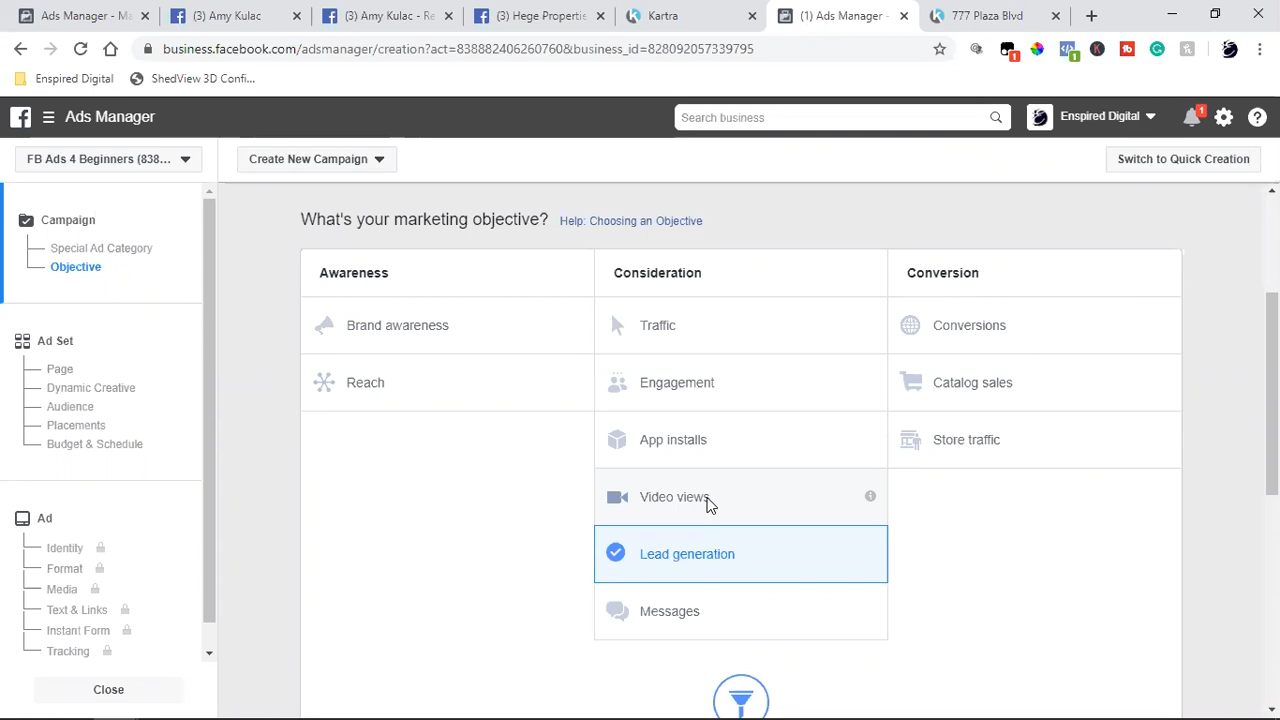 Ads Manager - Ma
(3) Amy Kulac
(3) Amy Kulac - Re
(3) Hege Properti
Kartra
(1) Ads Manager -
777 Plaza Blvd
business.facebook.com/adsmanager/creation?act=838882406260760&business_id=828092057339795
1
1
Enspired Digital
ShedView 3D Confi...
Ads Manager
Search business
Enspired Digital
1
FB Ads 4 Beginners (838...
Create New Campaign
Switch to Quick Creation
Campaign
Special Ad Category
Objective
Ad Set
Page
Dynamic Creative
Audience
Placements
Budget & Schedule
Ad
Identity
Format
Media
Text & Links
Instant Form
Tracking
Close
What's your marketing objective?
Help: Choosing an Objective
Awareness
Consideration
Conversion
Brand awareness
Traffic
Conversions
Reach
Engagement
Catalog sales
App installs
Store traffic
Video views
Lead generation
Messages